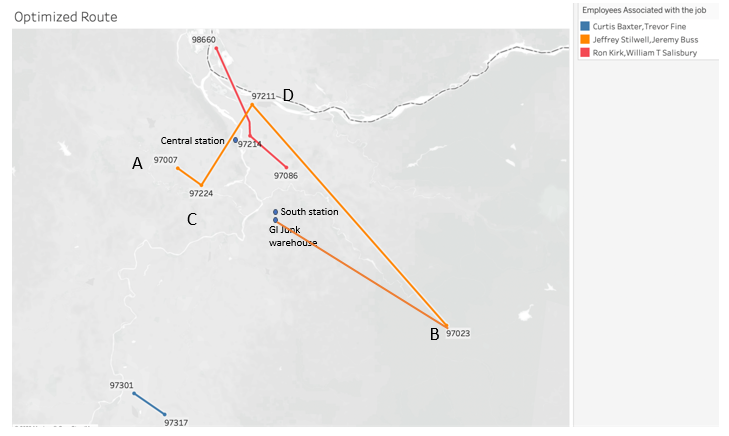 Optimized Route
Employees Associated with the job
Curtis Baxter,Trevor Fine
Jeffrey Stilwell,Jeremy Buss
Ron Kirk,William T Salisbury
98660
97211
D
Central station
97214
A
97007
97086
97224
C
South station
GI Junk
warehouse
B
97023
97301
97317